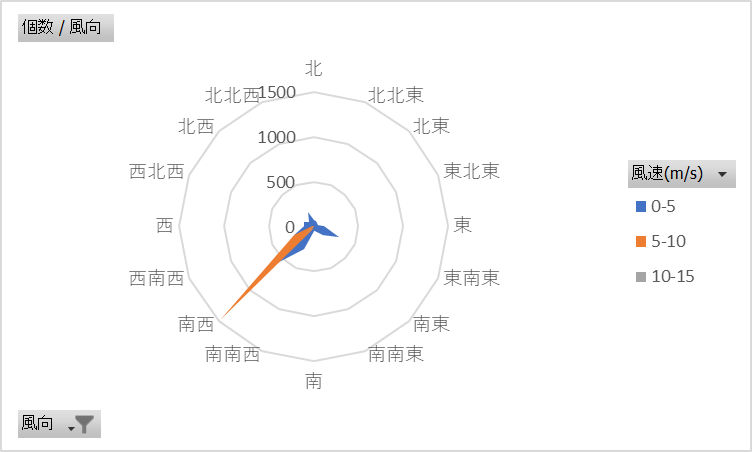 個数 / 風向
北
北北西
1500
北北東
北西
1000
北東
西北西
500
東北東
西
0
東
西南西
東南東
南西
南東
南南西
南南東
南
風速(m/s)
0-5
5-10
10-15
風向